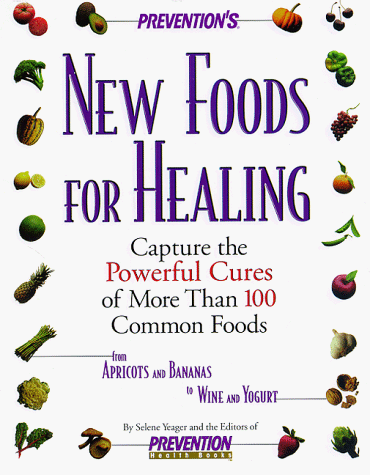 PREVENTION'S
NEW FOODS
FOR HEALING
Capture the
Powerful Cures
of More Than 100
Common Foods
from
APRICOTS AND BANANAS
to WINE AND YOGURT
By Selene Yeager and the Editors of
PREVENTION
Health Books